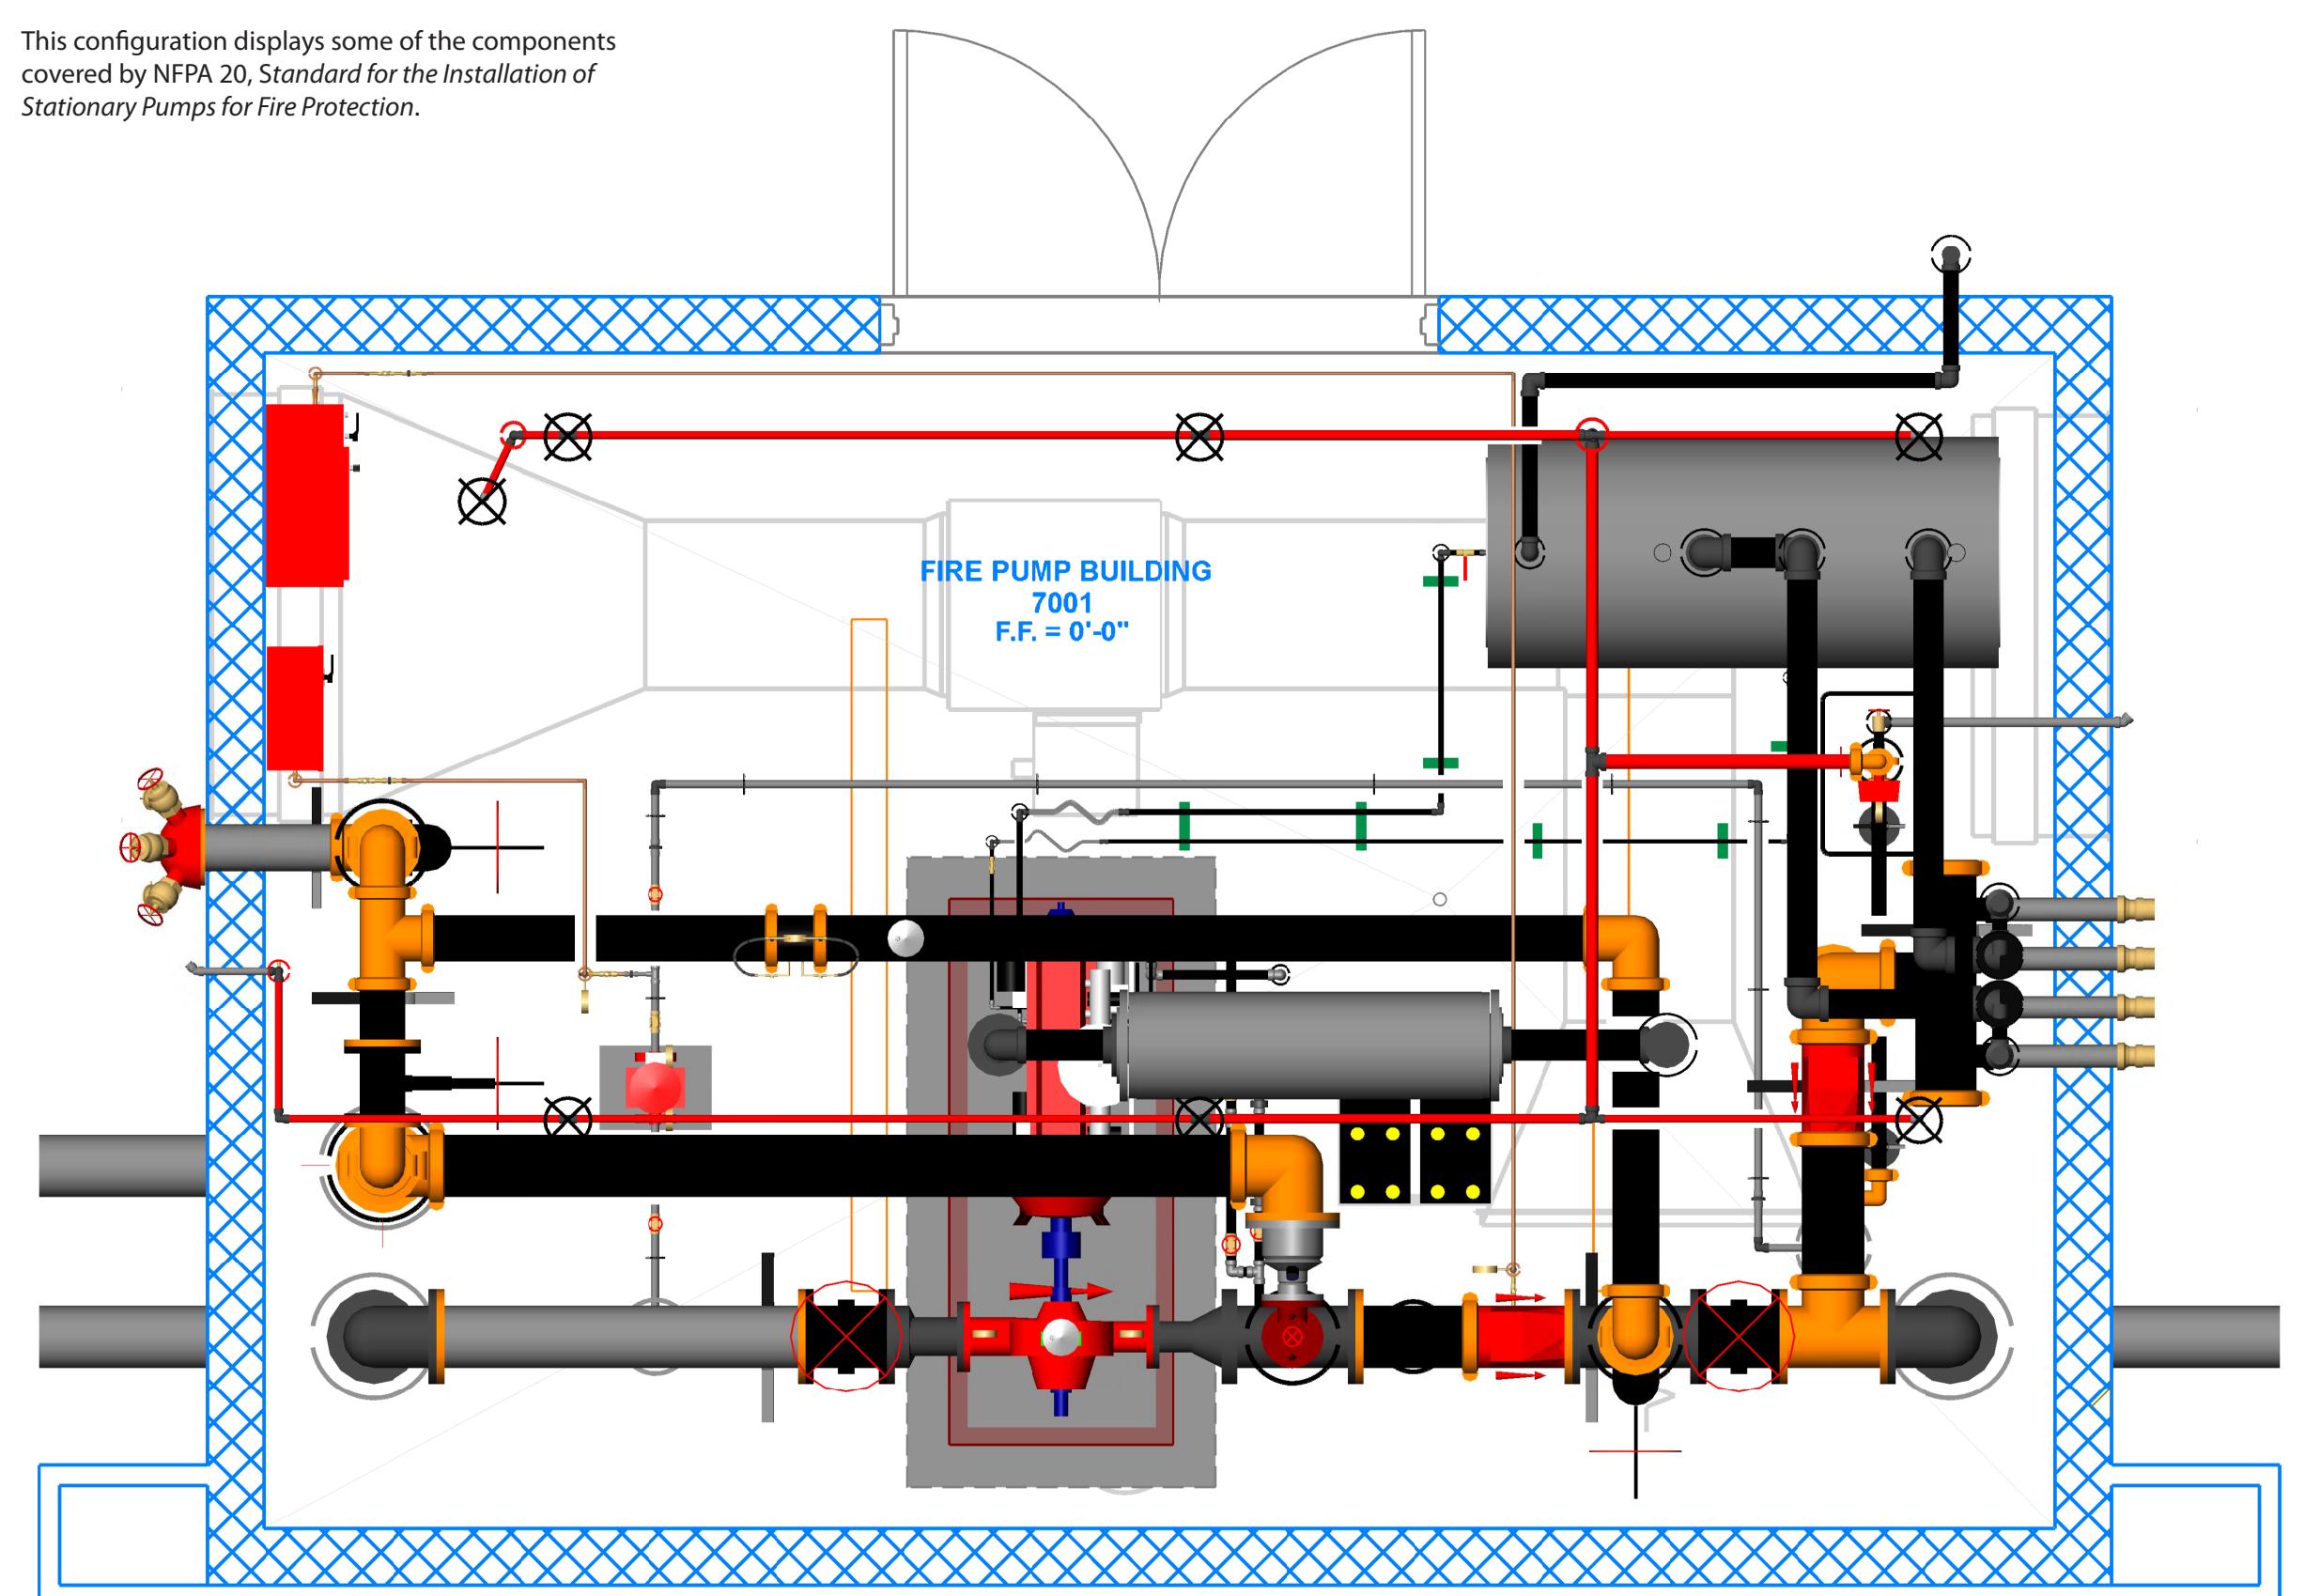 This configuration displays some of the components
covered by NFPA 20, Standard for the Installation of
Stationary Pumps for Fire Protection.
FIRE PUMP BUILDING
7001
F.F. = 0'-0"